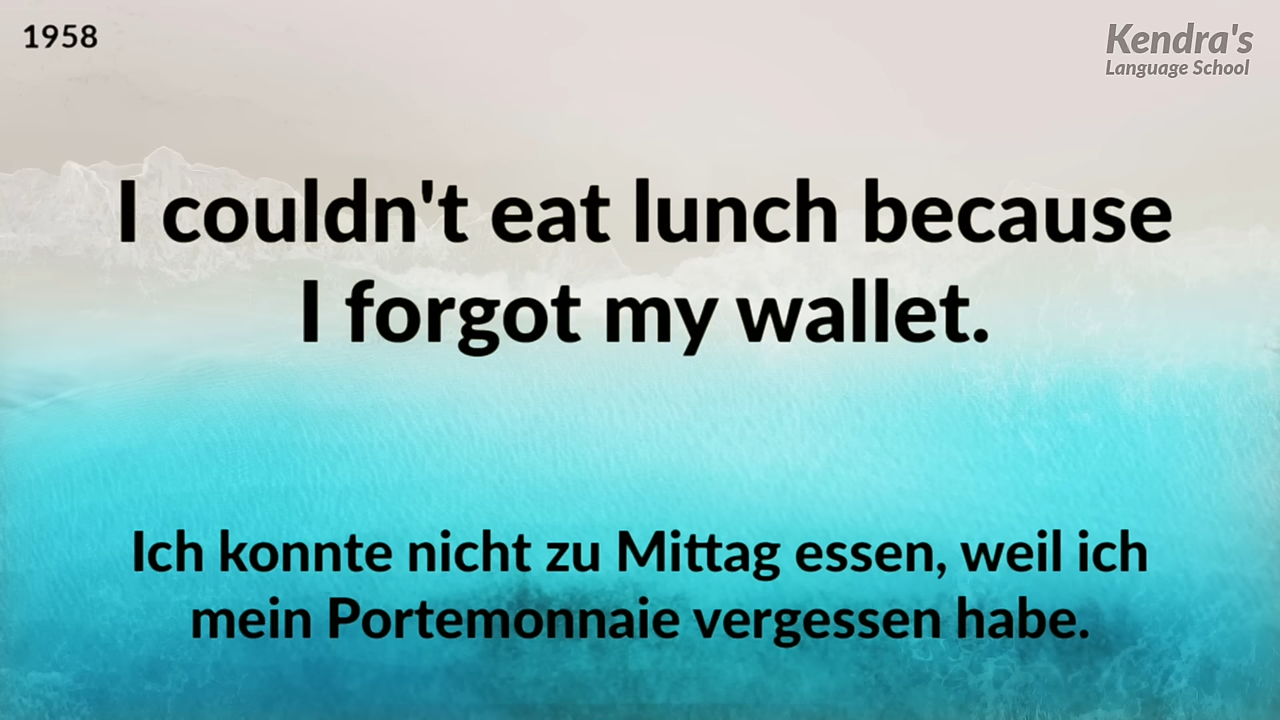 1958
Kendra's
Language School
I couldn't eat lunch because
I forgot my wallet.
Ich konnte nicht zu Mittag essen, weil ich
mein Portemonnaie vergessen habe.